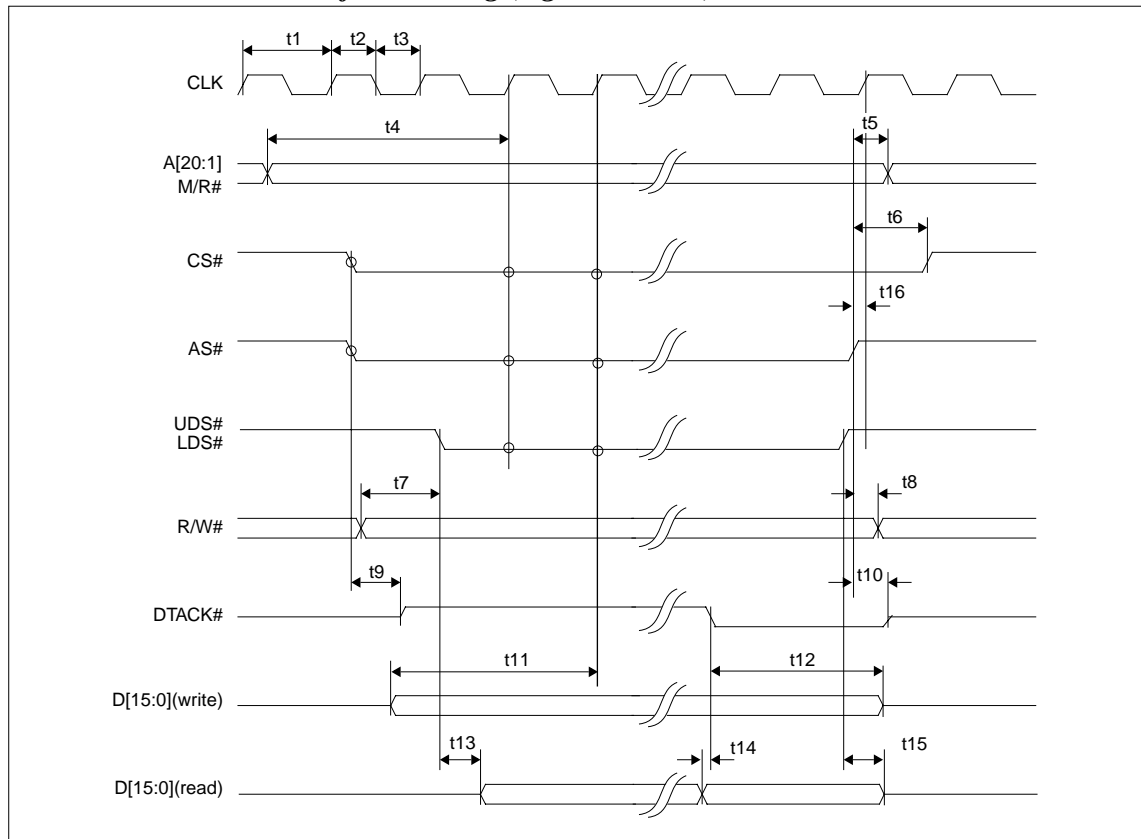 t1 t2 t3
CLK
t4 t5
A[20:1]
M/R#
t6
CS#
t16
AS#
UDS#
LDS#
t7 t8
R/W#
t9 t10
DTACK#
t11 t12
D[15:0](write)
t13 t14 t15
D[15:0](read)